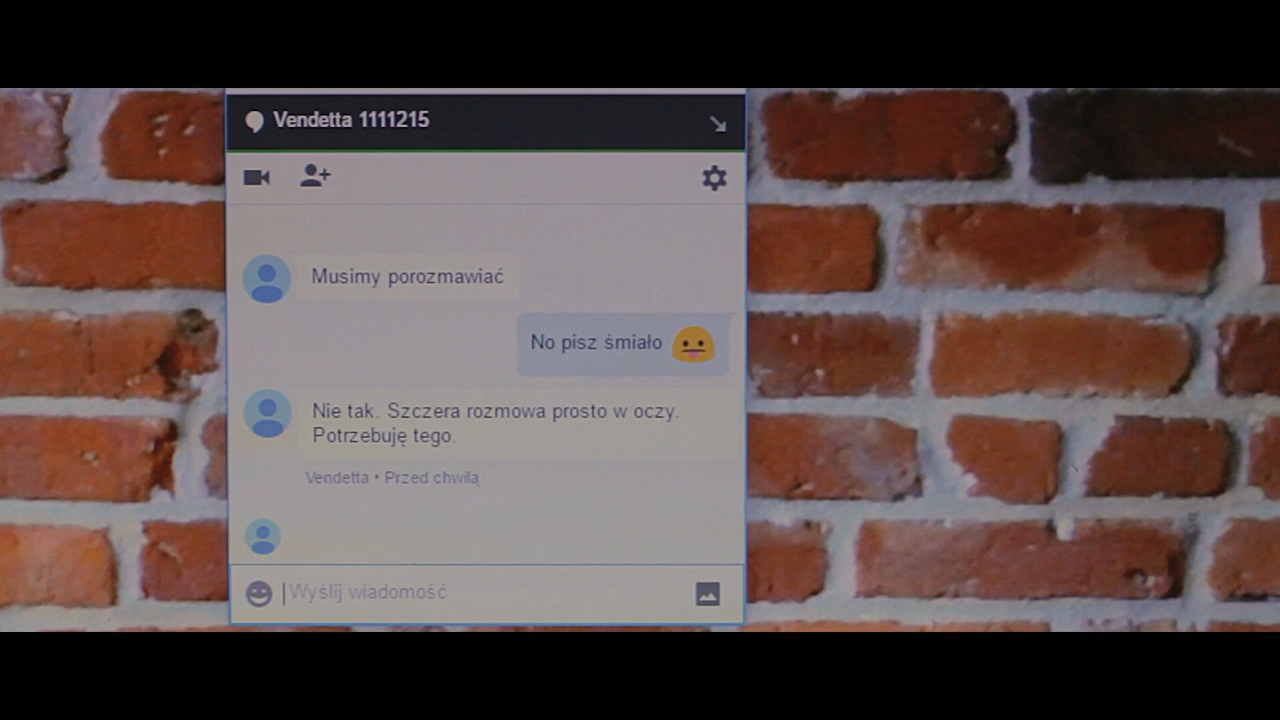 Vendetta 1111215
Musimy porozmawiać
No pisz śmiało
Nie tak. Szczera rozmowa prosto w oczy.
Potrzebuję tego.
Vendetta • Przed chwilą
Wyślij wiadomość